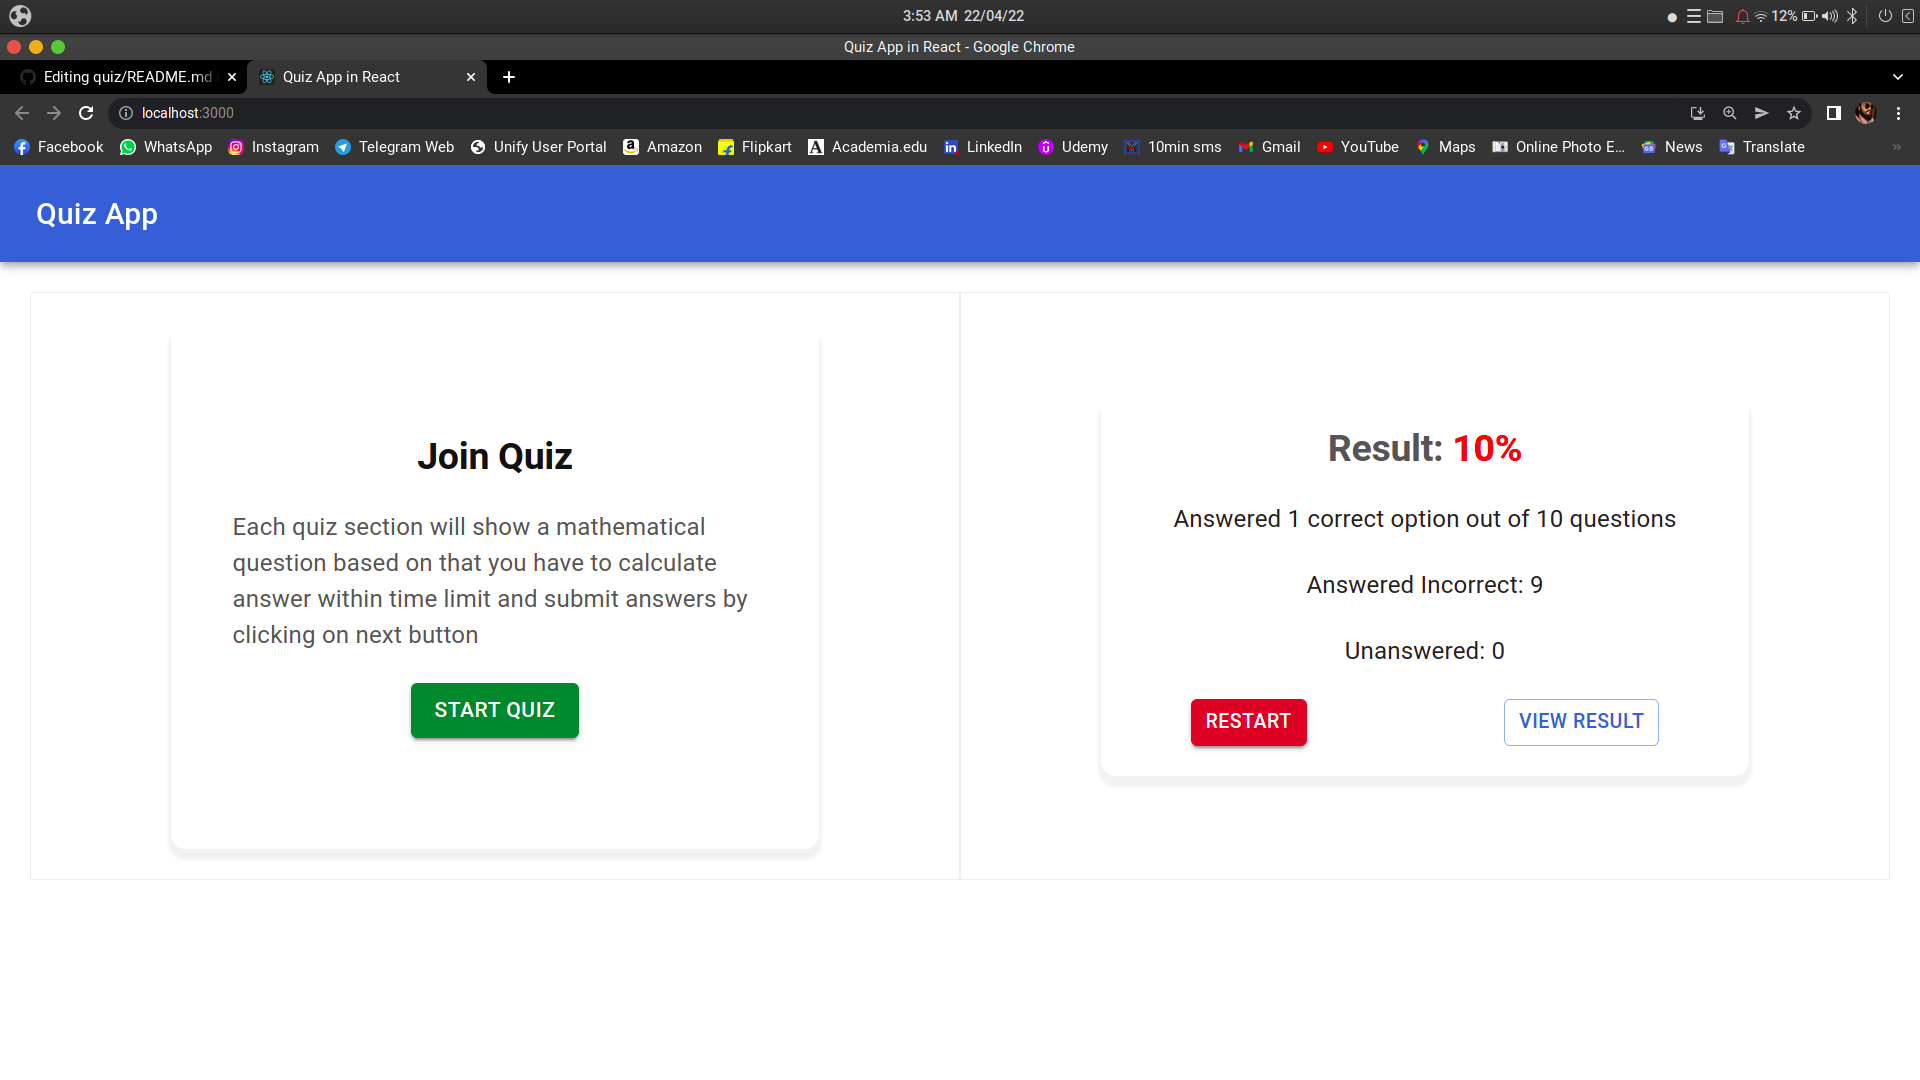 3:53 AM 22/04/22
12%
Quiz App in React - Google Chrome
Editing quiz/README.md
Quiz App in React
localhost:3000
Facebook WhatsApp Instagram Telegram Web Unify User Portal Amazon Flipkart Academia.edu LinkedIn Udemy 10min sms Gmail YouTube Maps Online Photo E... News Translate
Quiz App
Join Quiz
Each quiz section will show a mathematical
question based on that you have to calculate
answer within time limit and submit answers by
clicking on next button
START QUIZ
Result: 10%
Answered 1 correct option out of 10 questions
Answered Incorrect: 9
Unanswered: 0
RESTART
VIEW RESULT